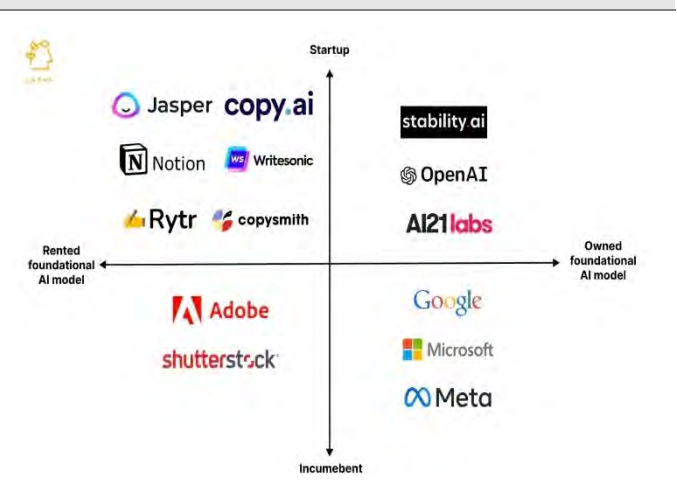 Startup
Jasper copy.ai
stability.ai
N Notion WS Writesonic
OpenAI
Rytr copysmith
AI21labs
Rented
foundational
AI model
Owned
foundational
AI model
Adobe
Google
shutterstock
Microsoft
Meta
Incumebent